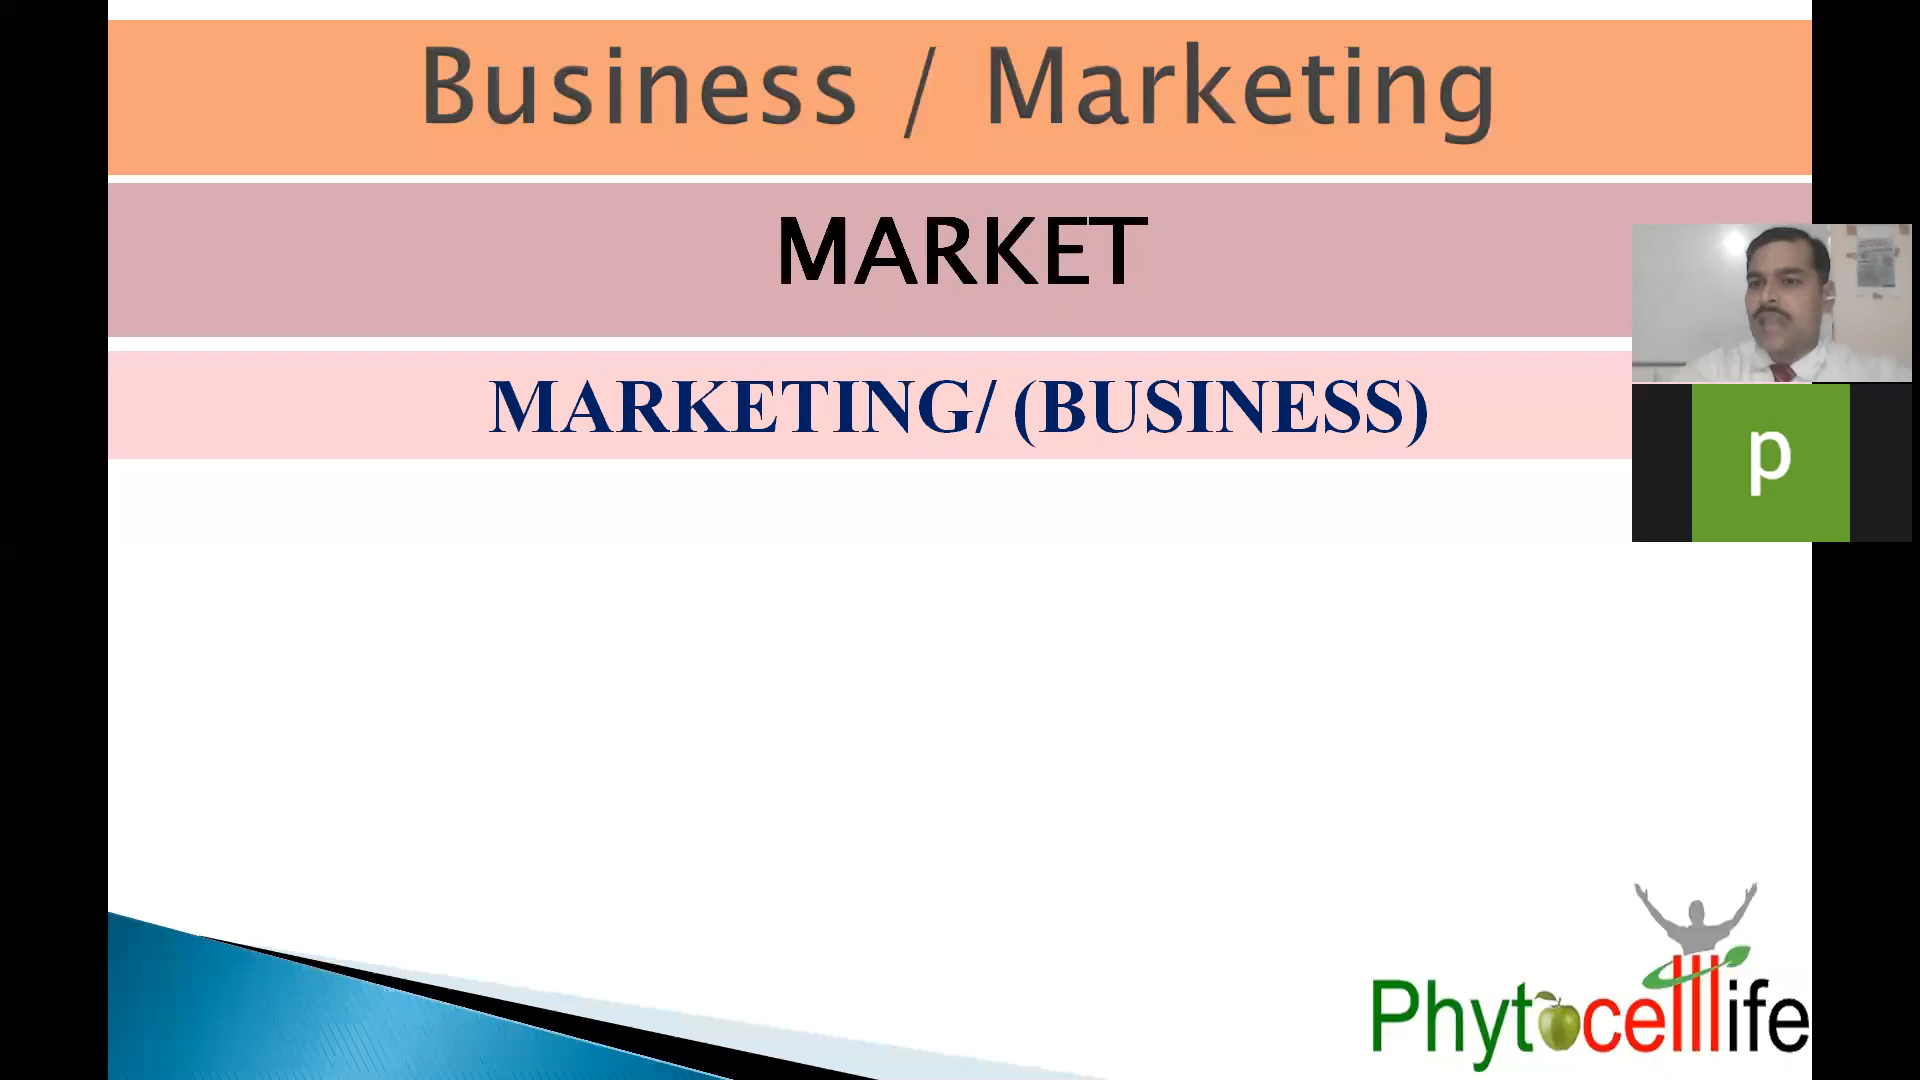 Business / Marketing
MARKET
MARKETING/ (BUSINESS)
p
Phytocelllife